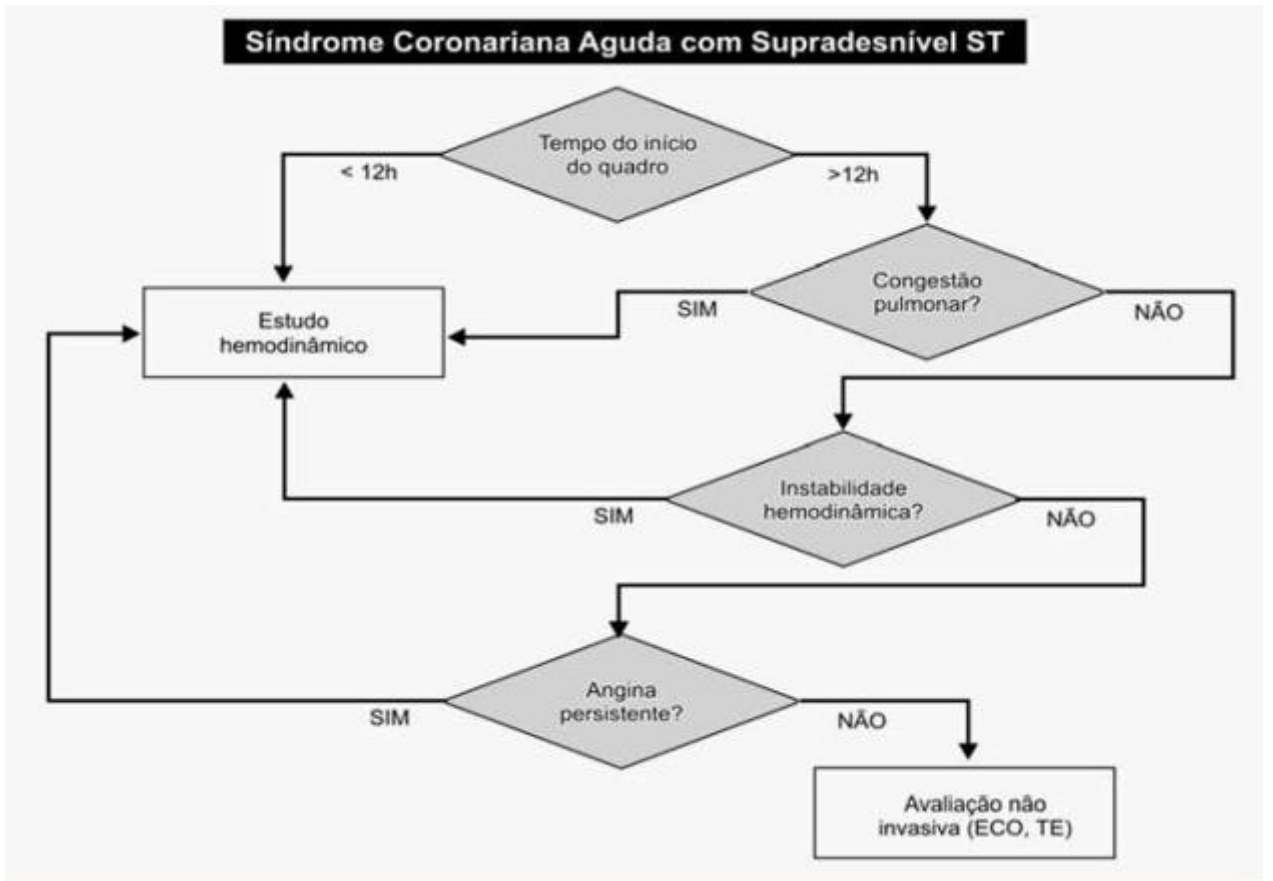 Síndrome Coronariana Aguda com Supradesnível ST
Tempo do início
do quadro
< 12h
>12h
Congestão
pulmonar?
SIM
NÃO
Estudo
hemodinâmico
Instabilidade
hemodinâmica?
SIM
NÃO
Angina
persistente?
SIM
NÃO
Avaliação não
invasiva (ECO, TE)